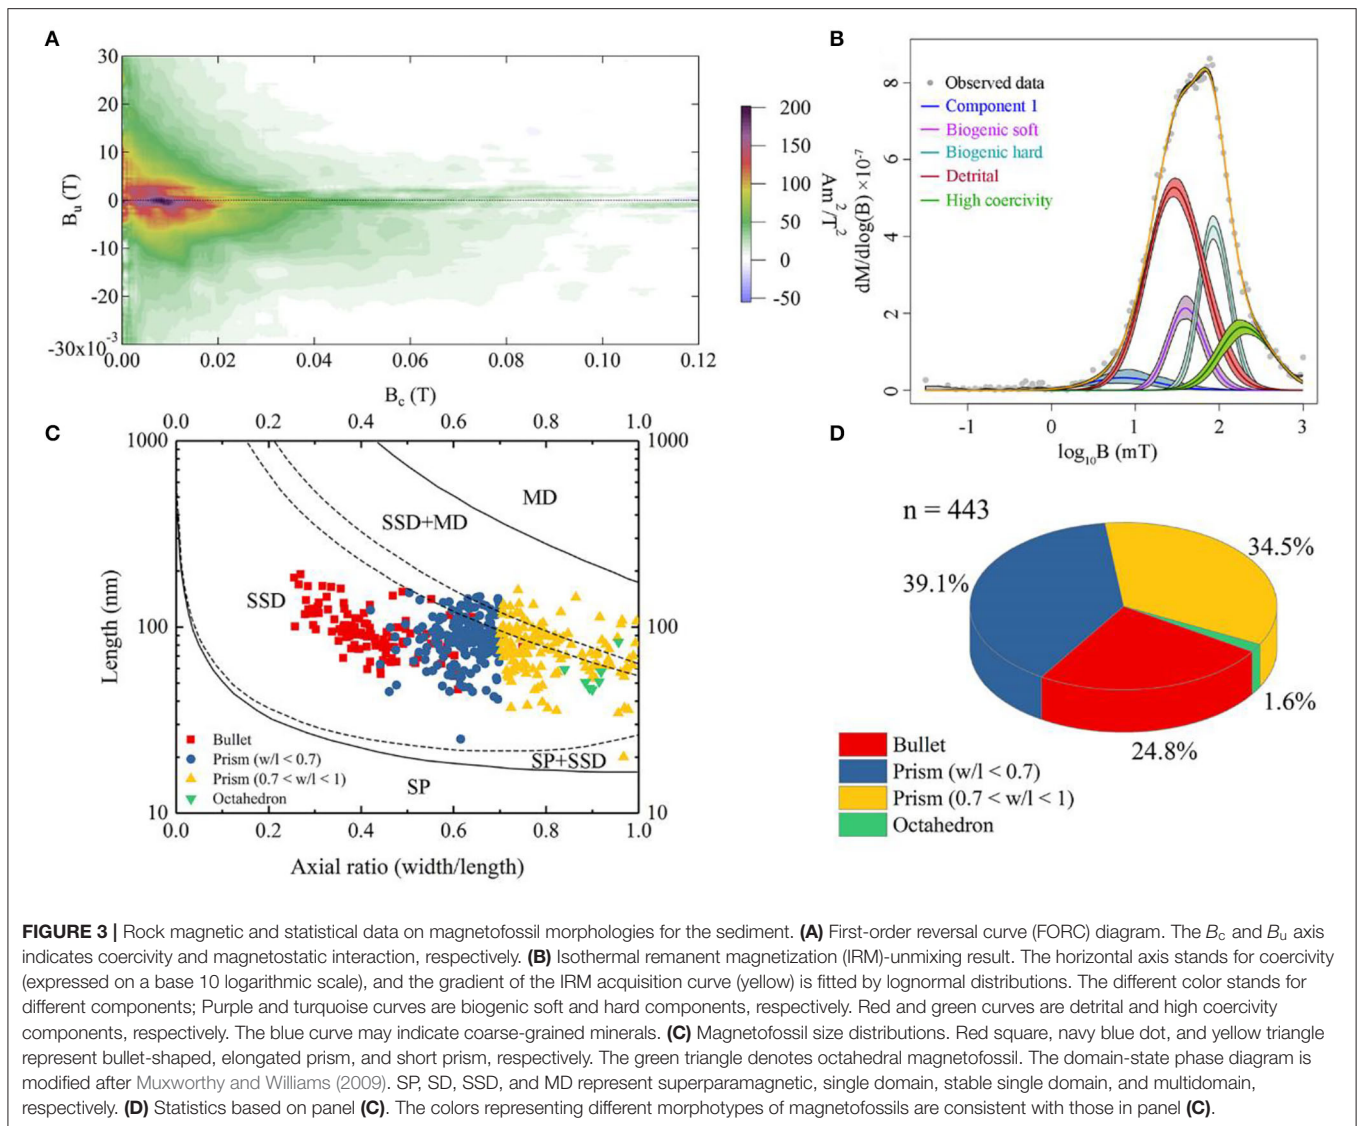 A
30
20
10
0
-10
-20
-30x10⁻³
Bᵤ (T)
0.00 0.02 0.04 0.06 0.08 0.10 0.12
B꜀ (T)
200
150
100
50
0
-50
Am²/T²
B
Observed data
Component 1
Biogenic soft
Biogenic hard
Detrital
High coercivity
dM/dlog(B) ×10⁻⁷
8
6
4
2
0
-1 0 1 2 3
log₁₀B (mT)
C
0.0 0.2 0.4 0.6 0.8 1.0
1000 1000
100 100
10 10
Length (nm)
MD
SSD+MD
SSD
SP+SSD
SP
Bullet
Prism (w/l < 0.7)
Prism (0.7 < w/l < 1)
Octahedron
0.0 0.2 0.4 0.6 0.8 1.0
Axial ratio (width/length)
D
n = 443
34.5%
39.1%
1.6%
24.8%
Bullet
Prism (w/l < 0.7)
Prism (0.7 < w/l < 1)
Octahedron
FIGURE 3 | Rock magnetic and statistical data on magnetofossil morphologies for the sediment. (A) First-order reversal curve (FORC) diagram. The Bc and Bu axis
indicates coercivity and magnetostatic interaction, respectively. (B) Isothermal remanent magnetization (IRM)-unmixing result. The horizontal axis stands for coercivity
(expressed on a base 10 logarithmic scale), and the gradient of the IRM acquisition curve (yellow) is fitted by lognormal distributions. The different color stands for
different components; Purple and turquoise curves are biogenic soft and hard components, respectively. Red and green curves are detrital and high coercivity
components, respectively. The blue curve may indicate coarse-grained minerals. (C) Magnetofossil size distributions. Red square, navy blue dot, and yellow triangle
represent bullet-shaped, elongated prism, and short prism, respectively. The green triangle denotes octahedral magnetofossil. The domain-state phase diagram is
modified after Muxworthy and Williams (2009). SP, SD, SSD, and MD represent superparamagnetic, single domain, stable single domain, and multidomain,
respectively. (D) Statistics based on panel (C). The colors representing different morphotypes of magnetofossils are consistent with those in panel (C).